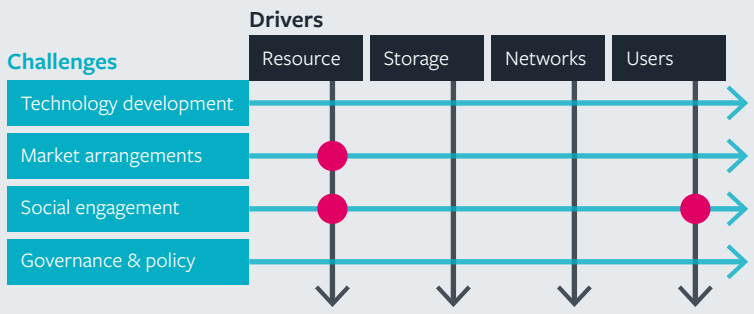 Drivers
Challenges
Resource
Storage
Networks
Users
Technology development
Market arrangements
Social engagement
Governance & policy